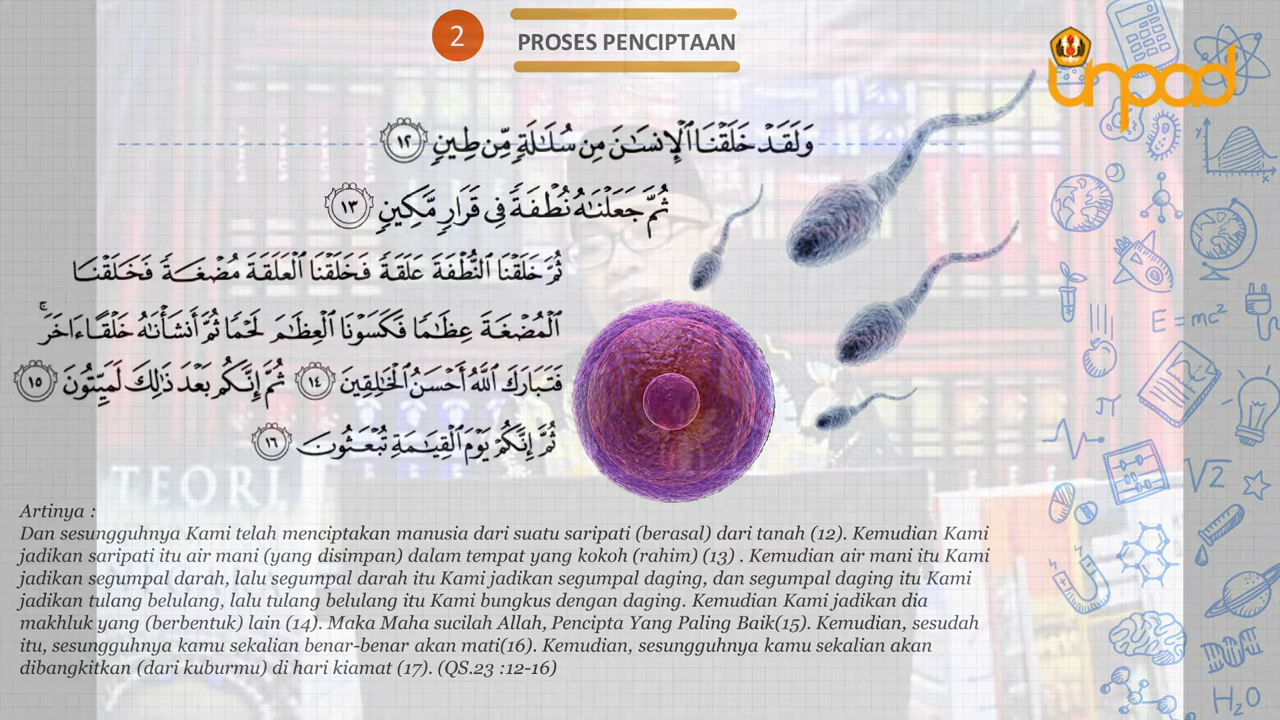 2
PROSES PENCIPTAAN
unpad
وَلَقَدْ خَلَقْنَا ٱلْإِنسَٰنَ مِن سُلَٰلَةٍ مِّن طِينٍ ١٢
ثُمَّ جَعَلْنَٰهُ نُطْفَةً فِى قَرَارٍ مَّكِينٍ ١٣
ثُمَّ خَلَقْنَا ٱلنُّطْفَةَ عَلَقَةً فَخَلَقْنَا ٱلْعَلَقَةَ مُضْغَةً فَخَلَقْنَا
ٱلْمُضْغَةَ عِظَٰمًا فَكَسَوْنَا ٱلْعِظَٰمَ لَحْمًا ثُمَّ أَنشَأْنَٰهُ خَلْقًا ءَاخَرَ ۚ
فَتَبَارَكَ ٱللَّهُ أَحْسَنُ ٱلْخَٰلِقِينَ ١٤ ثُمَّ إِنَّكُم بَعْدَ ذَٰلِكَ لَمَيِّتُونَ ١٥
ثُمَّ إِنَّكُمْ يَوْمَ ٱلْقِيَٰمَةِ تُبْعَثُونَ ١٦
E=mc²
π
√2
TEORI
Artinya :
Dan sesungguhnya Kami telah menciptakan manusia dari suatu saripati (berasal) dari tanah (12). Kemudian Kami
jadikan saripati itu air mani (yang disimpan) dalam tempat yang kokoh (rahim) (13) . Kemudian air mani itu Kami
jadikan segumpal darah, lalu segumpal darah itu Kami jadikan segumpal daging, dan segumpal daging itu Kami
jadikan tulang belulang, lalu tulang belulang itu Kami bungkus dengan daging. Kemudian Kami jadikan dia
makhluk yang (berbentuk) lain (14). Maka Maha sucilah Allah, Pencipta Yang Paling Baik(15). Kemudian, sesudah
itu, sesungguhnya kamu sekalian benar-benar akan mati(16). Kemudian, sesungguhnya kamu sekalian akan
dibangkitkan (dari kuburmu) di hari kiamat (17). (QS.23 :12-16)
H₂O